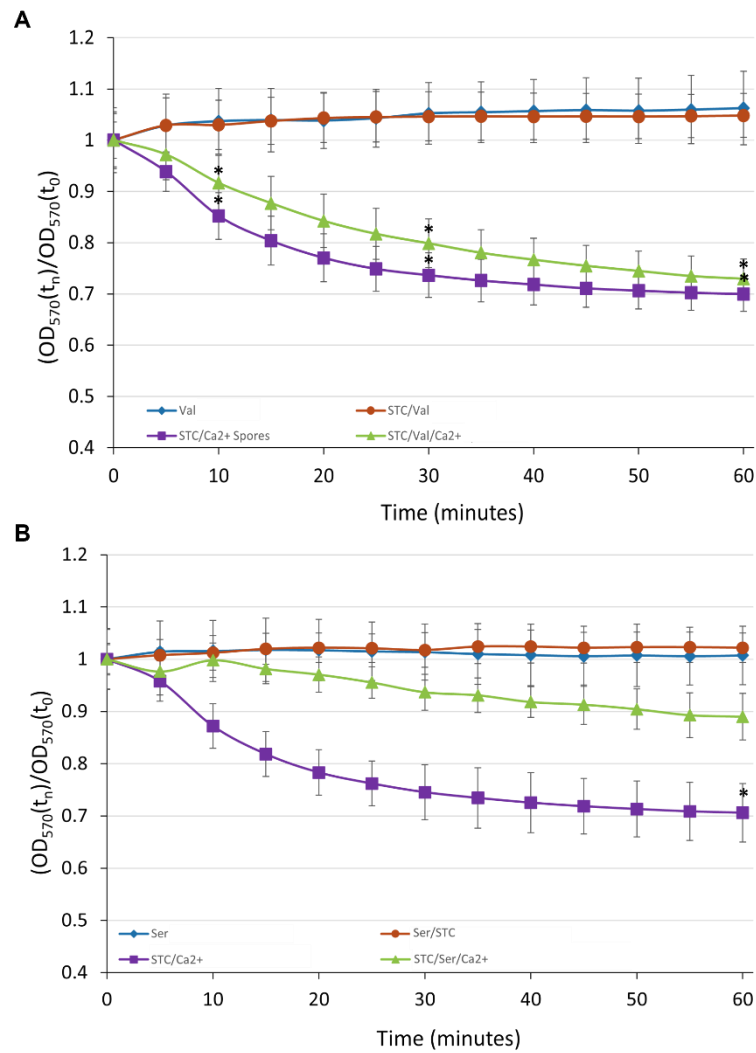 A
1.2
1.1
1
0.9
0.8
0.7
0.6
0.5
0.4
(OD570(tn)/OD570(t0)
* * *
* * *
Val STC/Val
STC/Ca2+ Spores STC/Val/Ca2+
0 10 20 30 40 50 60
Time (minutes)
B
1.2
1.1
1
0.9
0.8
0.7
0.6
0.5
0.4
(OD570(tn)/OD570(t0)
*
Ser Ser/STC
STC/Ca2+ STC/Ser/Ca2+
0 10 20 30 40 50 60
Time (minutes)